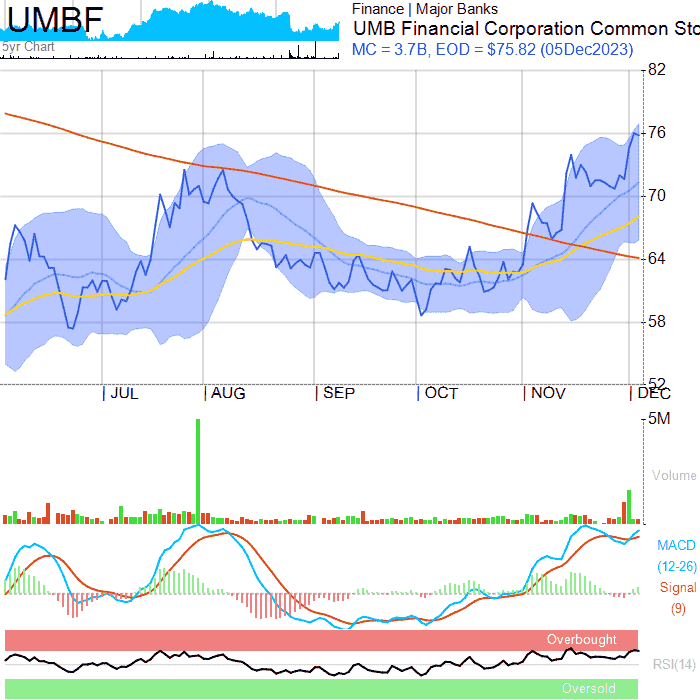 UMBF
5yr Chart
Finance | Major Banks
UMB Financial Corporation Common Sto
MC = 3.7B, EOD = $75.82 (05Dec2023)
82
76
70
64
58
52
JUL AUG SEP OCT NOV DEC
5M
Volume
MACD
(12-26)
Signal
(9)
Overbought
RSI(14)
Oversold